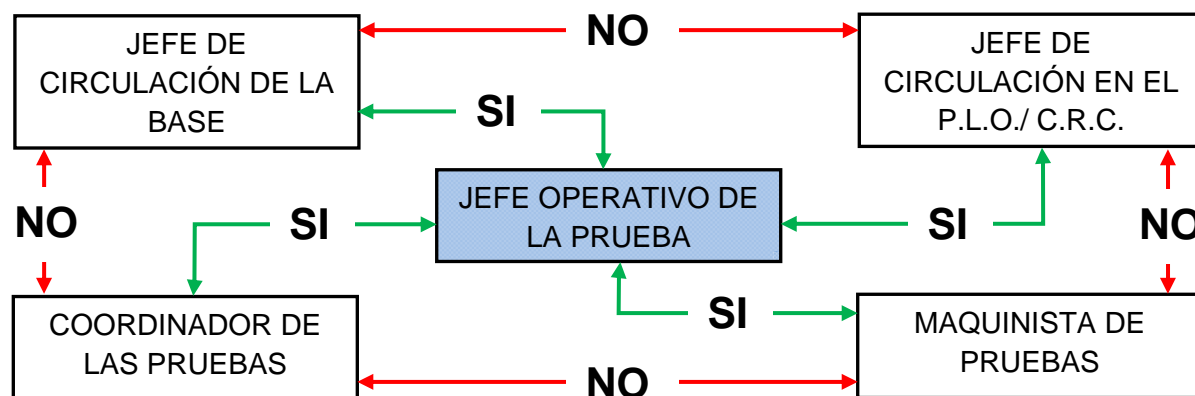 NO
JEFE DE
CIRCULACIÓN DE LA
BASE
JEFE DE
CIRCULACIÓN EN EL
P.L.O./ C.R.C.
SI
JEFE OPERATIVO DE
LA PRUEBA
NO
SI
SI
NO
SI
COORDINADOR DE
LAS PRUEBAS
MAQUINISTA DE
PRUEBAS
NO